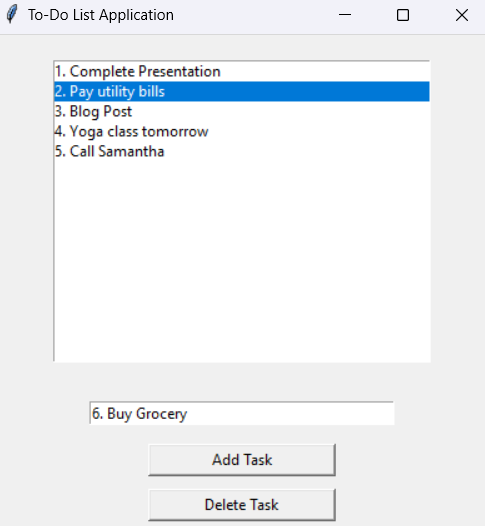 To-Do List Application
1. Complete Presentation
2. Pay utility bills
3. Blog Post
4. Yoga class tomorrow
5. Call Samantha
6. Buy Grocery
Add Task
Delete Task